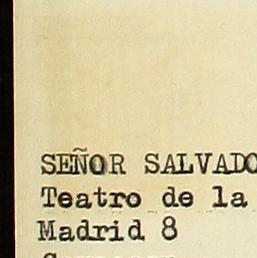 SEÑOR SALVADO
Teatro de la
Madrid 8